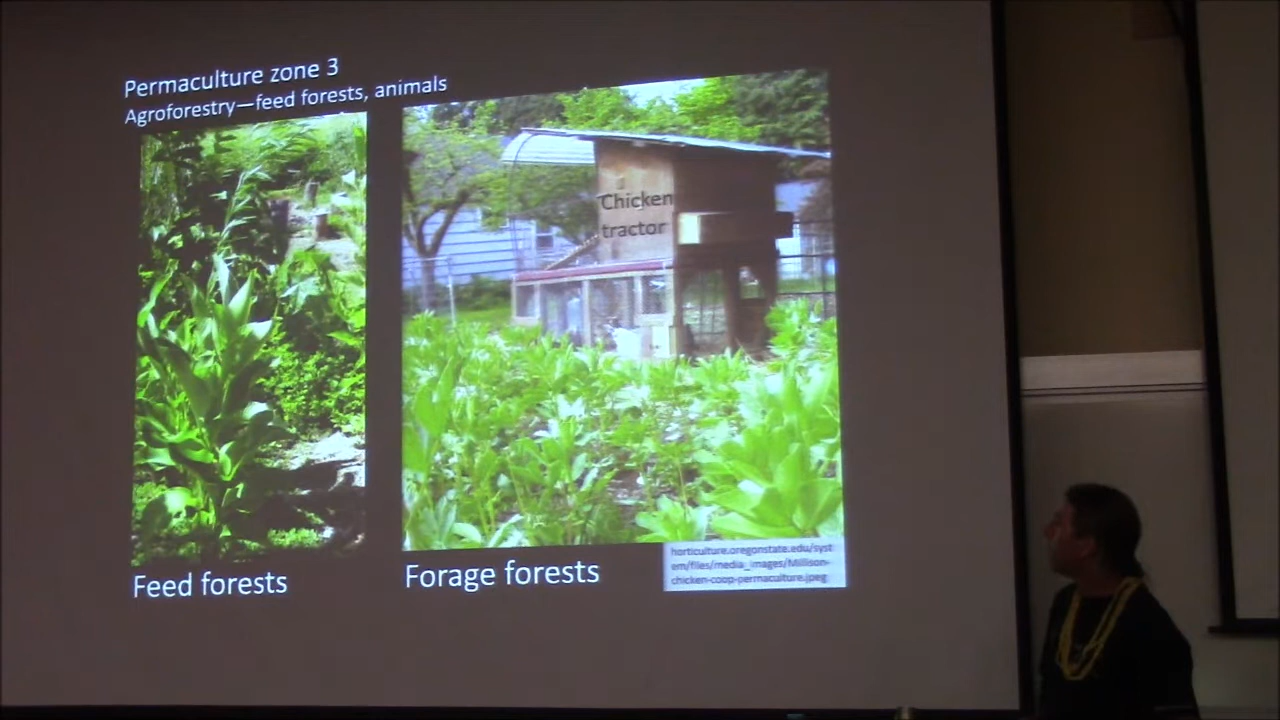 Permaculture zone 3
Agroforestry—feed forests, animals
Chicken
tractor
Feed forests
Forage forests
horticulture.oregonstate.edu/syst
em/files/media_images/Millison-
chicken-coop-permaculture.jpeg